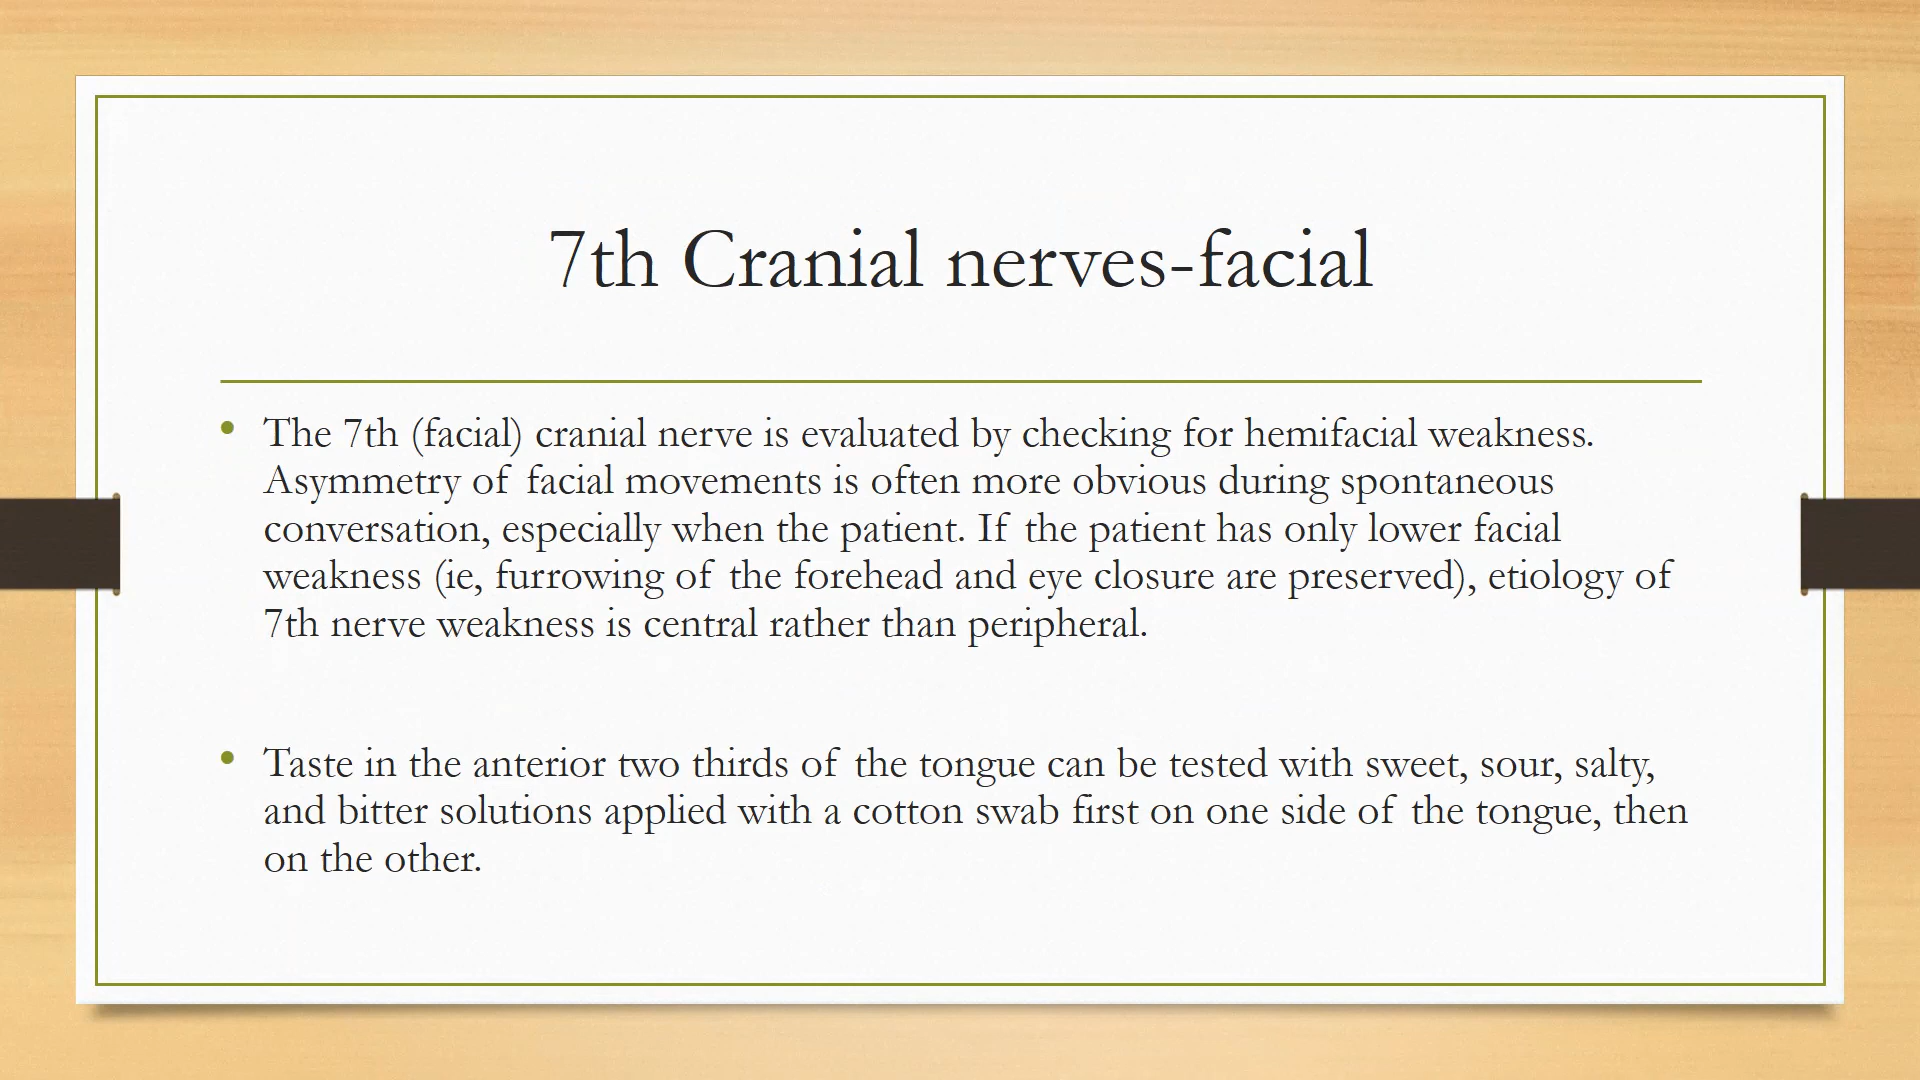 7th Cranial nerves-facial
• The 7th (facial) cranial nerve is evaluated by checking for hemifacial weakness.
Asymmetry of facial movements is often more obvious during spontaneous
conversation, especially when the patient. If the patient has only lower facial
weakness (ie, furrowing of the forehead and eye closure are preserved), etiology of
7th nerve weakness is central rather than peripheral.
• Taste in the anterior two thirds of the tongue can be tested with sweet, sour, salty,
and bitter solutions applied with a cotton swab first on one side of the tongue, then
on the other.